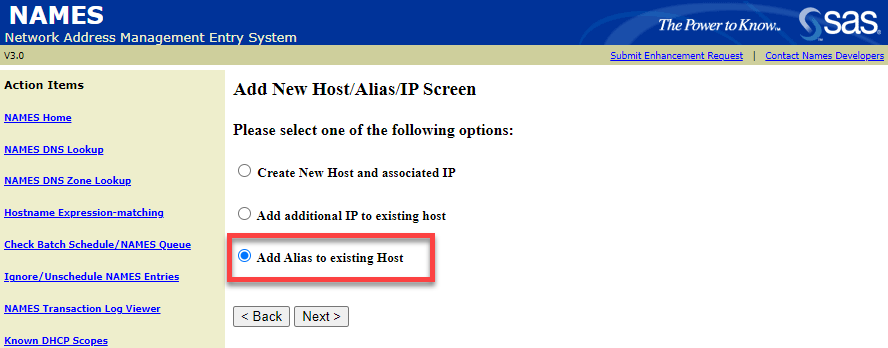 NAMES
Network Address Management Entry System
The Power to Know.
sas
V3.0
Submit Enhancement Request | Contact Names Developers
Action Items
NAMES Home
NAMES DNS Lookup
NAMES DNS Zone Lookup
Hostname Expression-matching
Check Batch Schedule/NAMES Queue
Ignore/Unschedule NAMES Entries
NAMES Transaction Log Viewer
Known DHCP Scopes
Add New Host/Alias/IP Screen
Please select one of the following options:
Create New Host and associated IP
Add additional IP to existing host
Add Alias to existing Host
< Back Next >